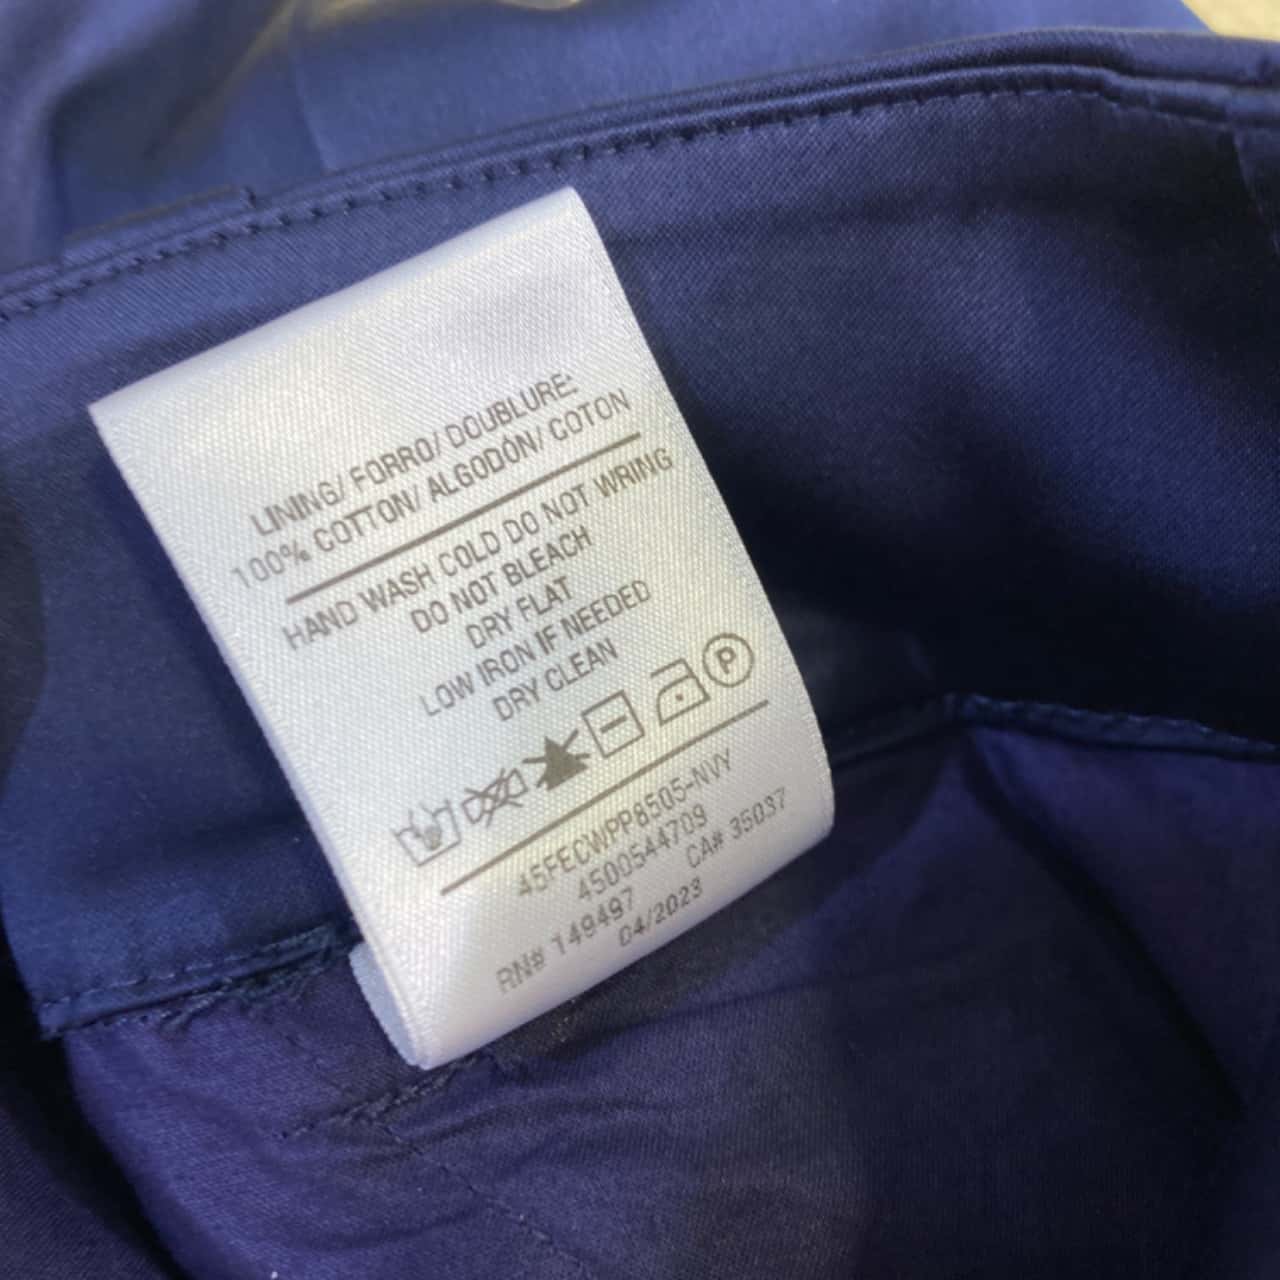 LINING/ FORRO/ DOUBLURE:
100% COTTON/ ALGODÓN/ COTON
HAND WASH COLD DO NOT WRING
DO NOT BLEACH
DRY FLAT
LOW IRON IF NEEDED
DRY CLEAN
P
45FECWPP8505-NVY
4500544709
RN# 149497 CA# 35037
04/2023